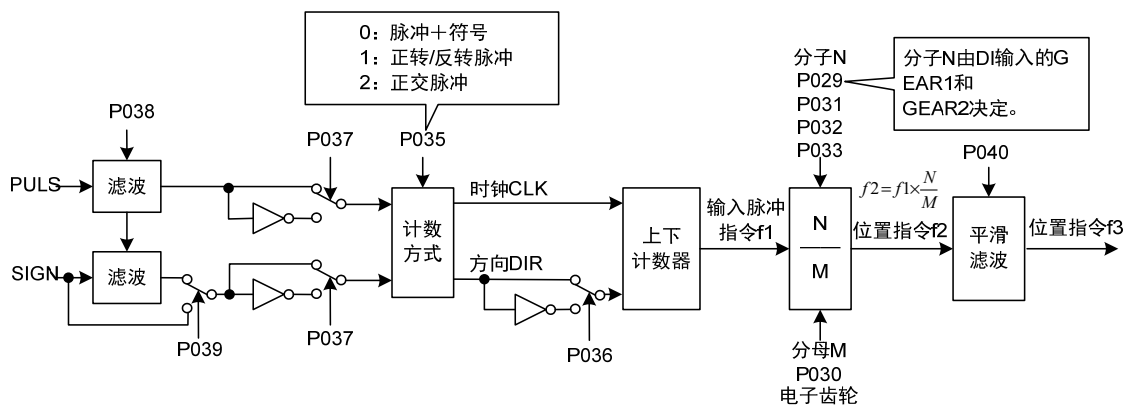 0：脉冲＋符号
1：正转/反转脉冲
2：正交脉冲
分子N
P029
P031
P032
P033
分子N由DI输入的G
EAR1和
GEAR2决定。
P038
P037
P035
P040
PULS
滤波
时钟CLK
f2=f1×N/M
计数
方式
上下
计数器
输入脉冲
指令f1
N
M
位置指令f2
平滑
滤波
位置指令f3
SIGN
滤波
方向DIR
P039
P037
P036
分母M
P030
电子齿轮